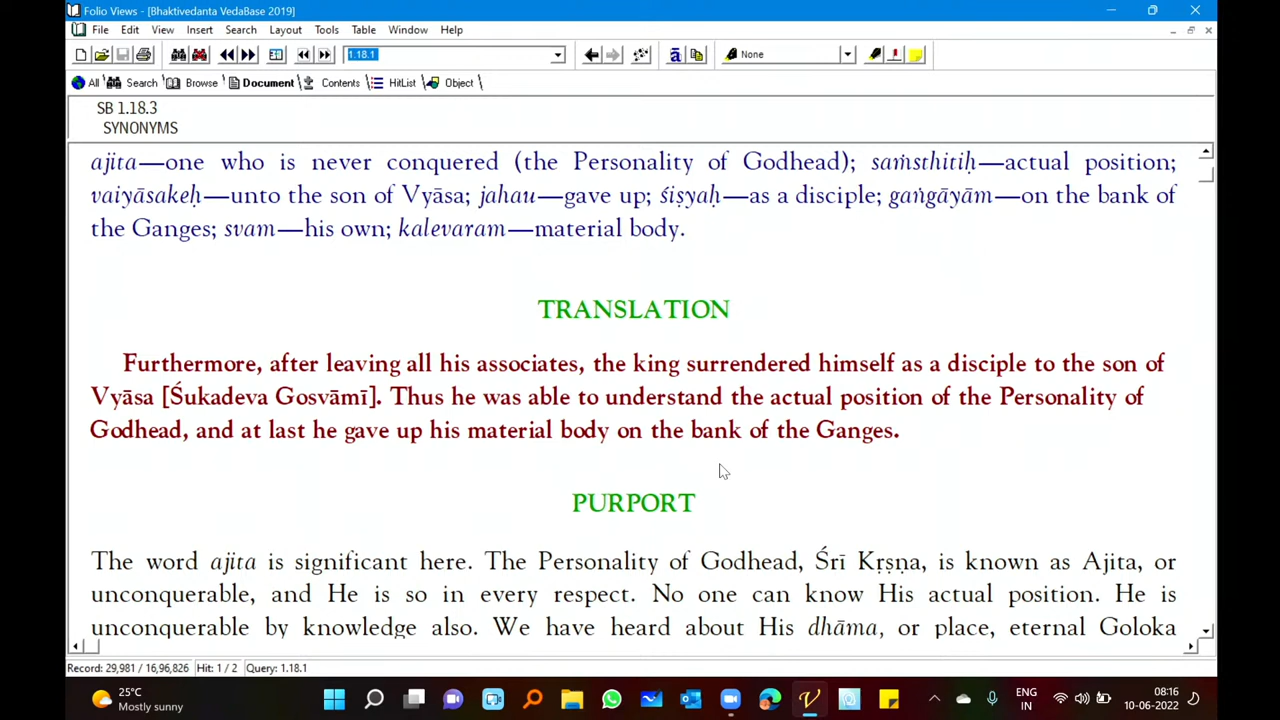 Folio Views - [Bhaktivedanta VedaBase 2019]
File Edit View Insert Search Layout Tools Table Window Help
1.18.1 ā None
All Search Browse Document Contents HitList Object
SB 1.18.3
SYNONYMS
ajita—one who is never conquered (the Personality of Godhead); saṁsthitiḥ—actual position;
vaiyāsakeḥ—unto the son of Vyāsa; jahau—gave up; śiṣyaḥ—as a disciple; gaṅgāyām—on the bank of
the Ganges; svam—his own; kalevaram—material body.
TRANSLATION
Furthermore, after leaving all his associates, the king surrendered himself as a disciple to the son of
Vyāsa [Śukadeva Gosvāmī]. Thus he was able to understand the actual position of the Personality of
Godhead, and at last he gave up his material body on the bank of the Ganges.
PURPORT
The word ajita is significant here. The Personality of Godhead, Śrī Kṛṣṇa, is known as Ajita, or
unconquerable, and He is so in every respect. No one can know His actual position. He is
unconquerable by knowledge also. We have heard about His dhāma, or place, eternal Goloka
Record: 29,981 / 16,96,826 Hit: 1 / 2 Query: 1.18.1
25°C
Mostly sunny
ENG
IN
08:16
10-06-2022